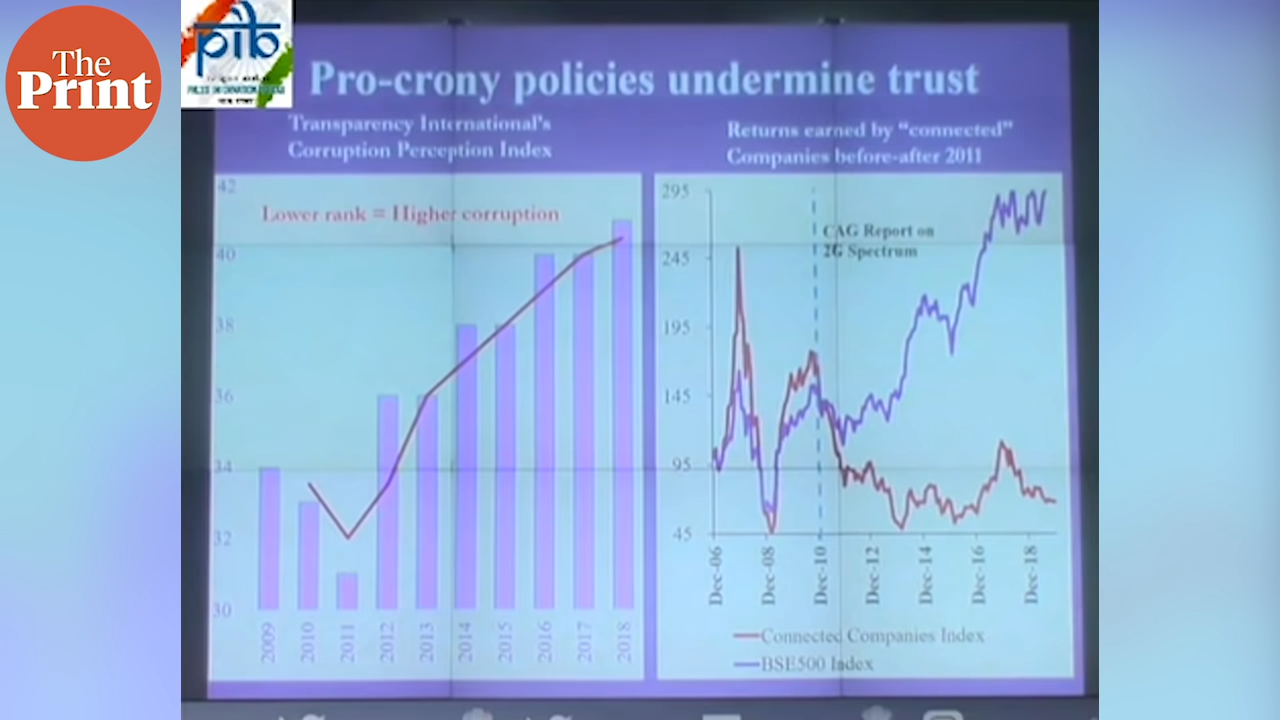 The
Print
pib
Pro-crony policies undermine trust
Transparency International's
Corruption Perception Index
Lower rank = Higher corruption
42
40
38
36
34
32
30
2009
2010
2011
2012
2013
2014
2015
2016
2017
2018
Returns earned by “connected”
Companies before-after 2011
CAG Report on
2G Spectrum
295
245
195
145
95
45
Dec-06
Dec-08
Dec-10
Dec-12
Dec-14
Dec-16
Dec-18
Connected Companies Index
BSE500 Index